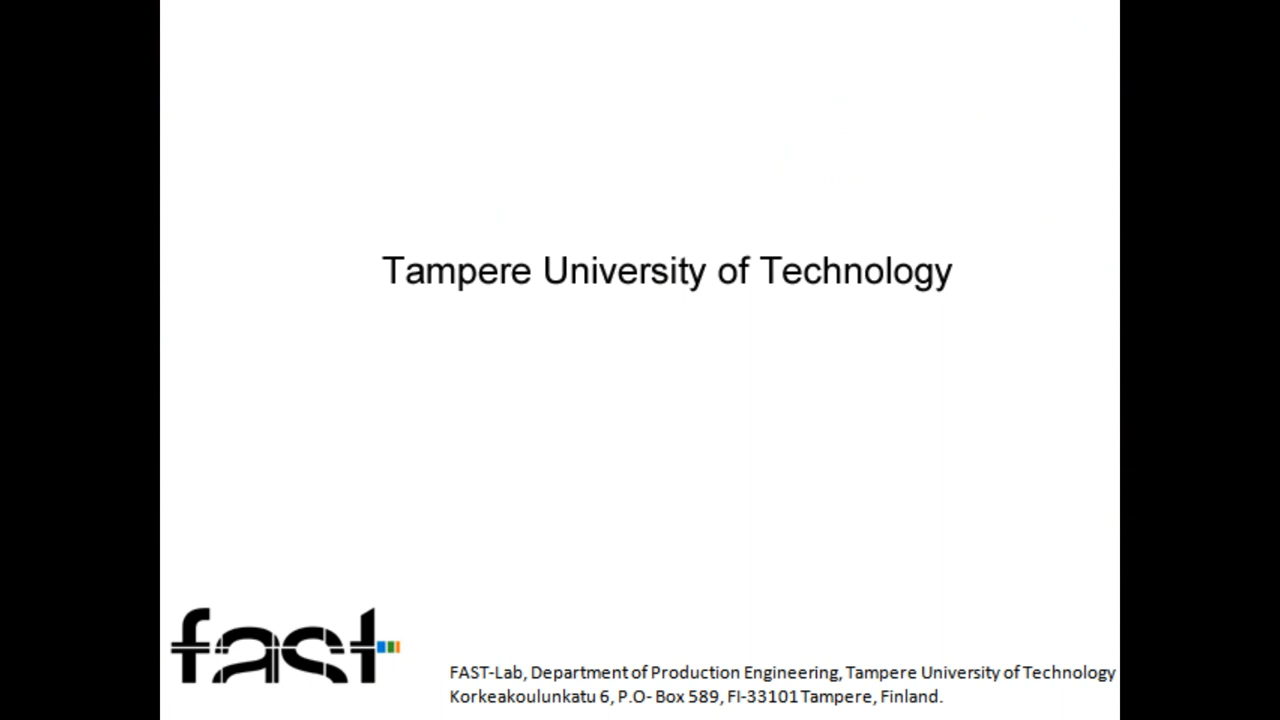 Tampere University of Technology
fast
FAST-Lab, Department of Production Engineering, Tampere University of Technology
Korkeakoulunkatu 6, P.O- Box 589, FI-33101 Tampere, Finland.